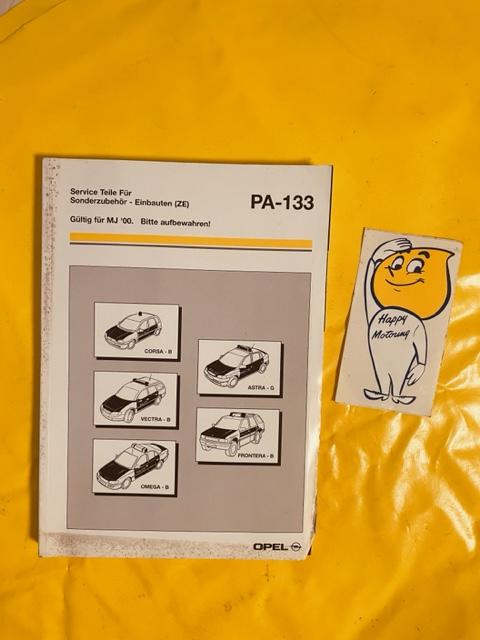 Service Teile Für
Sonderzubehör - Einbauten (ZE)
PA-133
Gültig für MJ '00. Bitte aufbewahren!
CORSA - B
ASTRA - G
VECTRA - B
FRONTERA - B
OMEGA - B
OPEL
Happy
Motoring!